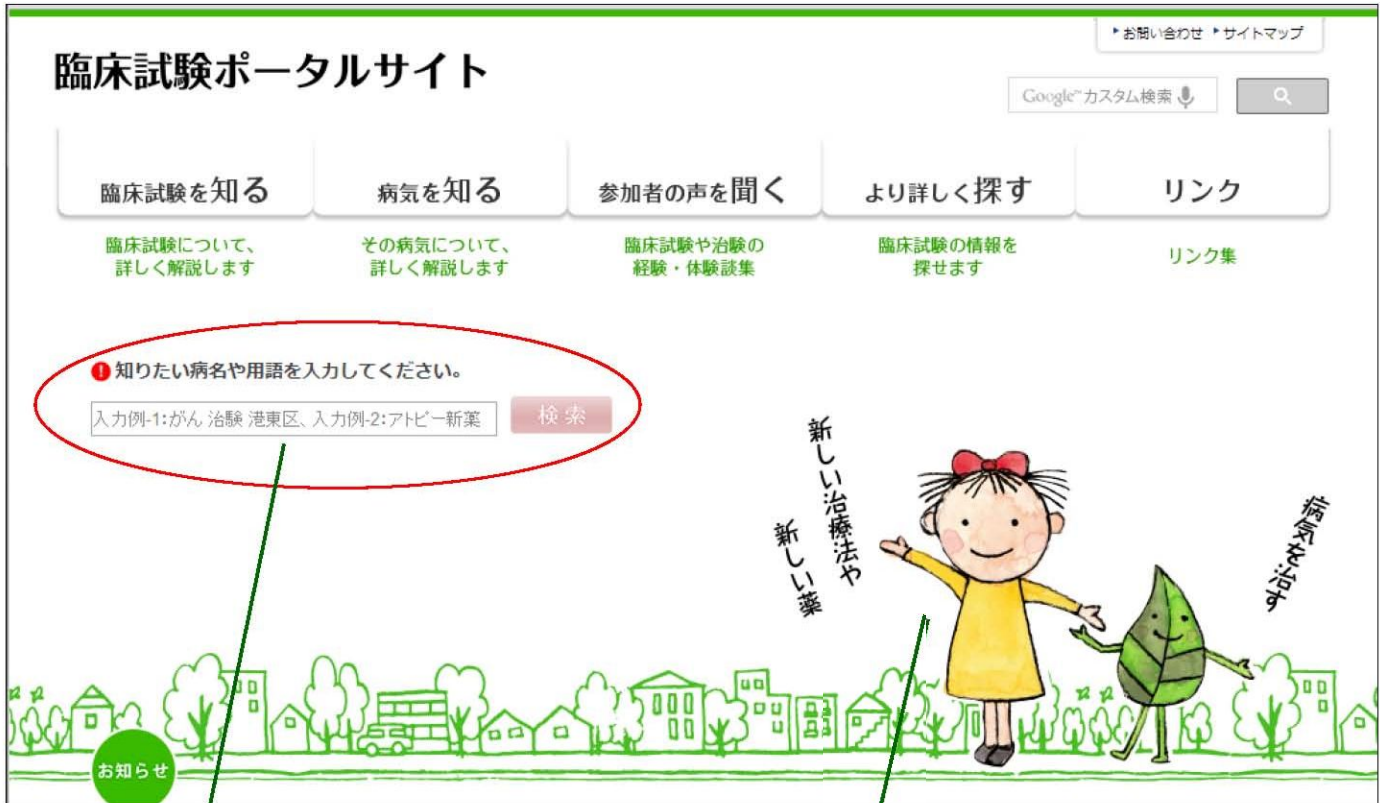 お問い合わせ サイトマップ
臨床試験ポータルサイト
Google™カスタム検索
臨床試験を知る
病気を知る
参加者の声を聞く
より詳しく探す
リンク
臨床試験について、
詳しく解説します
その病気について、
詳しく解説します
臨床試験や治験の
経験・体験談集
臨床試験の情報を
探せます
リンク集
! 知りたい病名や用語を入力してください。
入力例-1:がん 治験 港東区、入力例-2:アトピー新薬
検索
新しい治療法や
新しい薬
病気を治す
お知らせ